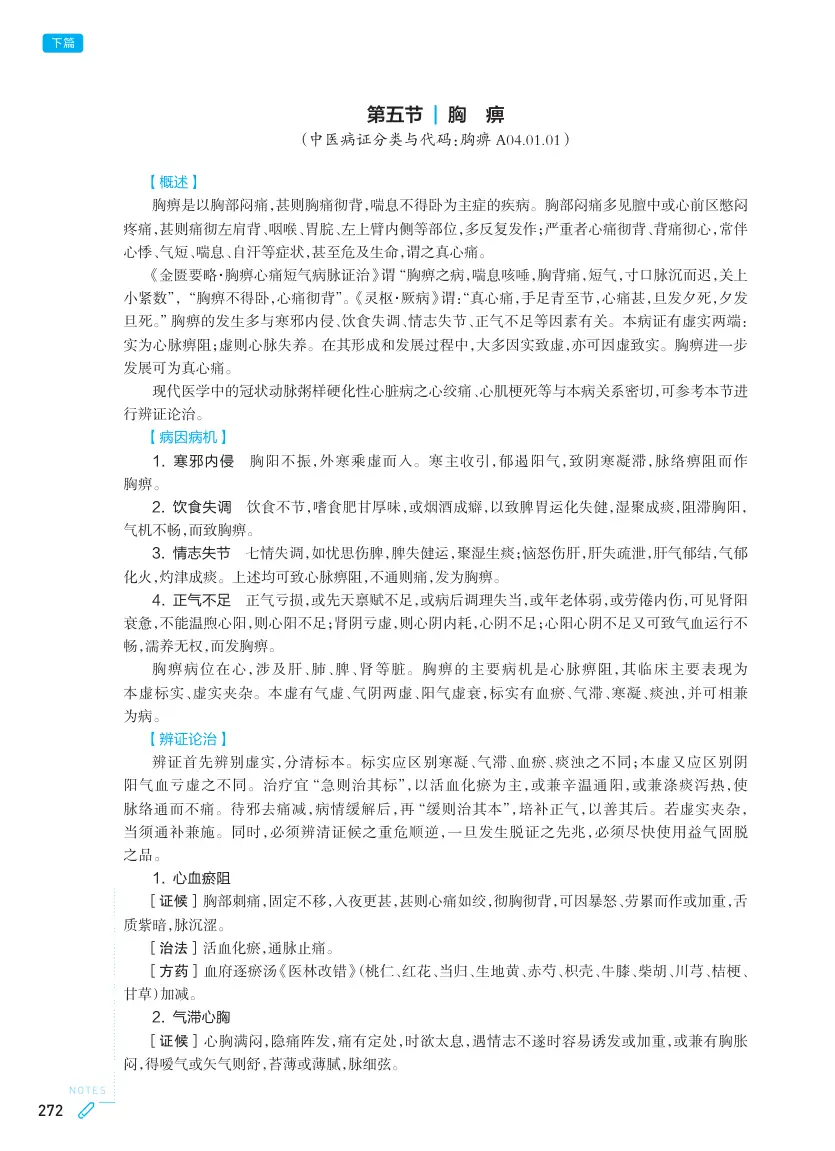 下篇
第五节 | 胸 痹
（中医病证分类与代码：胸痹 A04.01.01）
【概述】
胸痹是以胸部闷痛，甚则胸痛彻背，喘息不得卧为主症的疾病。胸部闷痛多见膻中或心前区憋闷
疼痛，甚则痛彻左肩背、咽喉、胃脘、左上臂内侧等部位，多反复发作；严重者心痛彻背、背痛彻心，常伴
心悸、气短、喘息、自汗等症状，甚至危及生命，谓之真心痛。
《金匮要略·胸痹心痛短气病脉证治》谓“胸痹之病，喘息咳唾，胸背痛，短气，寸口脉沉而迟，关上
小紧数”，“胸痹不得卧，心痛彻背”。《灵枢·厥病》谓：“真心痛，手足青至节，心痛甚，旦发夕死，夕发
旦死。”胸痹的发生多与寒邪内侵、饮食失调、情志失节、正气不足等因素有关。本病证有虚实两端：
实为心脉痹阻；虚则心脉失养。在其形成和发展过程中，大多因实致虚，亦可因虚致实。胸痹进一步
发展可为真心痛。
现代医学中的冠状动脉粥样硬化性心脏病之心绞痛、心肌梗死等与本病关系密切，可参考本节进
行辨证论治。
【病因病机】
1. 寒邪内侵 胸阳不振，外寒乘虚而入。寒主收引，郁遏阳气，致阴寒凝滞，脉络痹阻而作
胸痹。
2. 饮食失调 饮食不节，嗜食肥甘厚味，或烟酒成癖，以致脾胃运化失健，湿聚成痰，阻滞胸阳，
气机不畅，而致胸痹。
3. 情志失节 七情失调，如忧思伤脾，脾失健运，聚湿生痰；恼怒伤肝，肝失疏泄，肝气郁结，气郁
化火，灼津成痰。上述均可致心脉痹阻，不通则痛，发为胸痹。
4. 正气不足 正气亏损，或先天禀赋不足，或病后调理失当，或年老体弱，或劳倦内伤，可见肾阳
衰惫，不能温煦心阳，则心阳不足；肾阴亏虚，则心阴内耗，心阴不足；心阳心阴不足又可致气血运行不
畅，濡养无权，而发胸痹。
胸痹病位在心，涉及肝、肺、脾、肾等脏。胸痹的主要病机是心脉痹阻，其临床主要表现为
本虚标实、虚实夹杂。本虚有气虚、气阴两虚、阳气虚衰，标实有血瘀、气滞、寒凝、痰浊，并可相兼
为病。
【辨证论治】
辨证首先辨别虚实，分清标本。标实应区别寒凝、气滞、血瘀、痰浊之不同；本虚又应区别阴
阳气血亏虚之不同。治疗宜“急则治其标”，以活血化瘀为主，或兼辛温通阳，或兼涤痰泻热，使
脉络通而不痛。待邪去痛减，病情缓解后，再“缓则治其本”，培补正气，以善其后。若虚实夹杂，
当须通补兼施。同时，必须辨清证候之重危顺逆，一旦发生脱证之先兆，必须尽快使用益气固脱
之品。
1. 心血瘀阻
［证候］胸部刺痛，固定不移，入夜更甚，甚则心痛如绞，彻胸彻背，可因暴怒、劳累而作或加重，舌
质紫暗，脉沉涩。
［治法］活血化瘀，通脉止痛。
［方药］血府逐瘀汤《医林改错》（桃仁、红花、当归、生地黄、赤芍、枳壳、牛膝、柴胡、川芎、桔梗、
甘草）加减。
2. 气滞心胸
［证候］心胸满闷，隐痛阵发，痛有定处，时欲太息，遇情志不遂时容易诱发或加重，或兼有胸胀
闷，得嗳气或矢气则舒，苔薄或薄腻，脉细弦。
NOTES
272